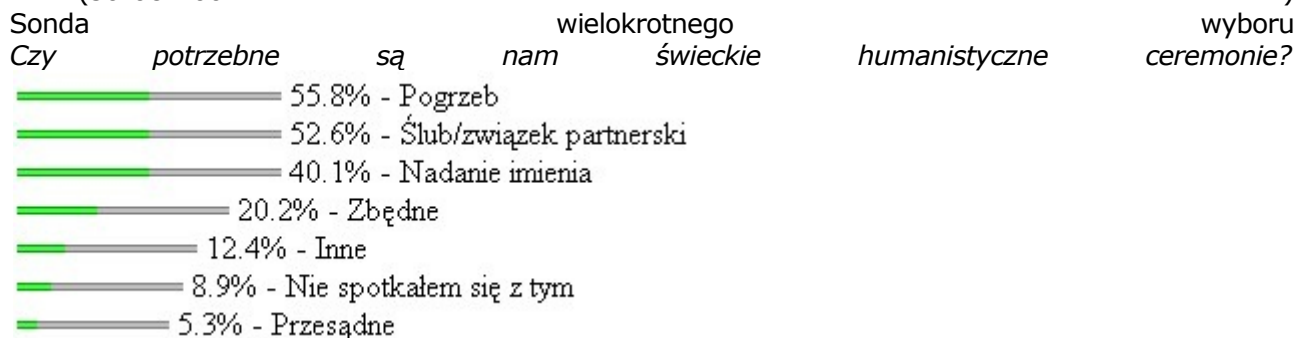 Sonda wielokrotnego wyboru
Czy potrzebne są nam świeckie humanistyczne ceremonie?
55.8% - Pogrzeb
52.6% - Ślub/związek partnerski
40.1% - Nadanie imienia
20.2% - Zbędne
12.4% - Inne
8.9% - Nie spotkałem się z tym
5.3% - Przesądne